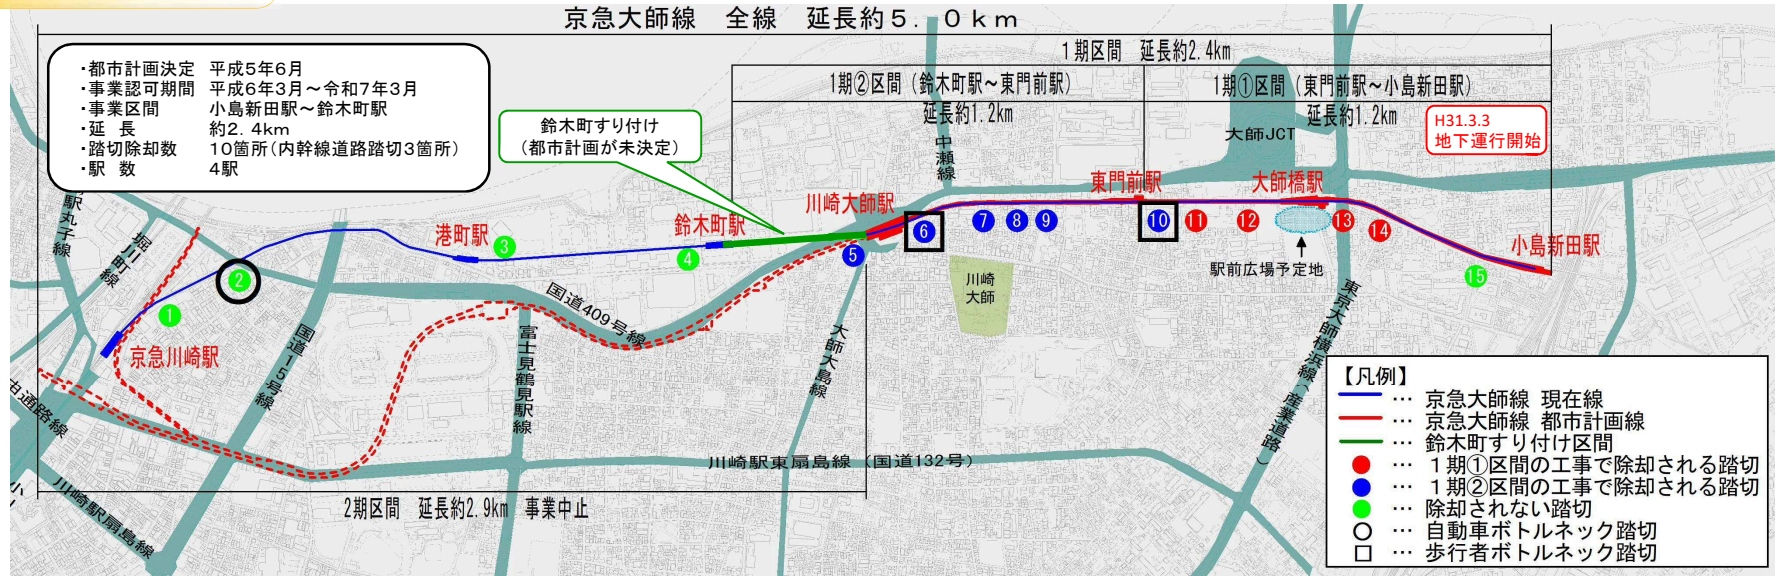 京急大師線　全線　延長約５．０ｋｍ
１期区間　延長約2.4km
1期②区間（鈴木町駅～東門前駅）
延長約1.2km
1期①区間（東門前駅～小島新田駅）
延長約1.2km
・都市計画決定　平成5年6月
・事業認可期間　平成6年3月～令和7年3月
・事業区間　小島新田駅～鈴木町駅
・延　長　約2．4km
・踏切除却数　10箇所（内幹線道路踏切3箇所）
・駅　数　4駅
鈴木町すり付け
（都市計画が未決定）
H31.3.3
地下運行開始
大師JCT
中瀬線
東門前駅
大師橋駅
川崎大師駅
鈴木町駅
港町駅
小島新田駅
京急川崎駅
駅前広場予定地
川崎
大師
駅丸子線
堀川町線
国道15号線
国道409号線
富士見鶴見駅線
大師大島線
東京大師横浜線（産業道路）
川崎駅東扇島線（国道132号）
川崎駅扇島線
由通路線
小
①
②
③
④
⑤
⑥
⑦
⑧
⑨
⑩
⑪
⑫
⑬
⑭
⑮
2期区間　延長約2.9km　事業中止
【凡例】
… 京急大師線 現在線
… 京急大師線 都市計画線
… 鈴木町すり付け区間
… １期①区間の工事で除却される踏切
… １期②区間の工事で除却される踏切
… 除却されない踏切
… 自動車ボトルネック踏切
… 歩行者ボトルネック踏切